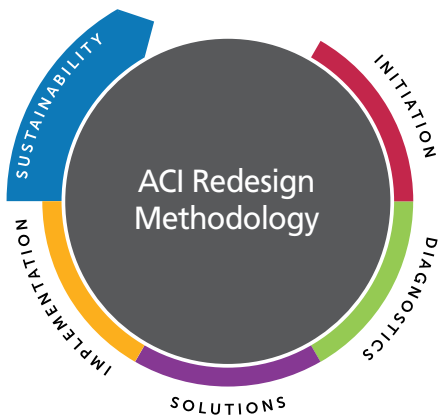 ACI Redesign
Methodology
INITIATION
DIAGNOSTICS
SOLUTIONS
IMPLEMENTATION
SUSTAINABILITY